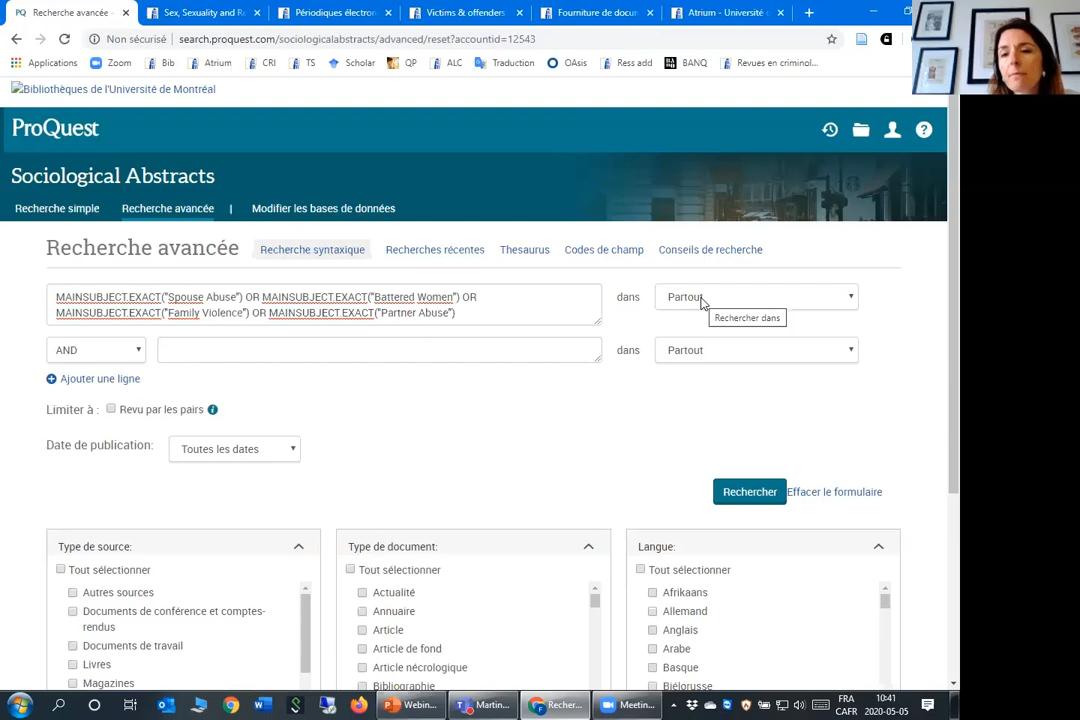 Recherche avancée -
Sex, Sexuality and R
Périodiques électron
Victims & offenders
Fourniture de docum
Atrium - Université
Non sécurisé
search.proquest.com/sociologicalabstracts/advanced/reset?accountid=12543
Applications
Zoom
Bib
Atrium
CRI
TS
Scholar
QP
ALC
Traduction
OAsis
Ress add
BANQ
Revues en criminol...
Bibliothèques de l'Université de Montréal
ProQuest
Sociological Abstracts
Recherche simple
Recherche avancée
|
Modifier les bases de données
Recherche avancée
Recherche syntaxique
Recherches récentes
Thesaurus
Codes de champ
Conseils de recherche
MAINSUBJECT.EXACT("Spouse Abuse") OR MAINSUBJECT.EXACT("Battered Women") OR
MAINSUBJECT.EXACT("Family Violence") OR MAINSUBJECT.EXACT("Partner Abuse")
dans
Partout
Rechercher dans
AND
dans
Partout
Ajouter une ligne
Limiter à :
Revu par les pairs
Date de publication:
Toutes les dates
Rechercher
Effacer le formulaire
Type de source:
Tout sélectionner
Autres sources
Documents de conférence et comptes-
rendus
Documents de travail
Livres
Magazines
Type de document:
Tout sélectionner
Actualité
Annuaire
Article
Article de fond
Article nécrologique
Bibliographie
Langue:
Tout sélectionner
Afrikaans
Allemand
Anglais
Arabe
Basque
Biélorusse
Webin...
Martin...
Recher...
Meetin...
FRA
CAFR
10:41
2020-05-05